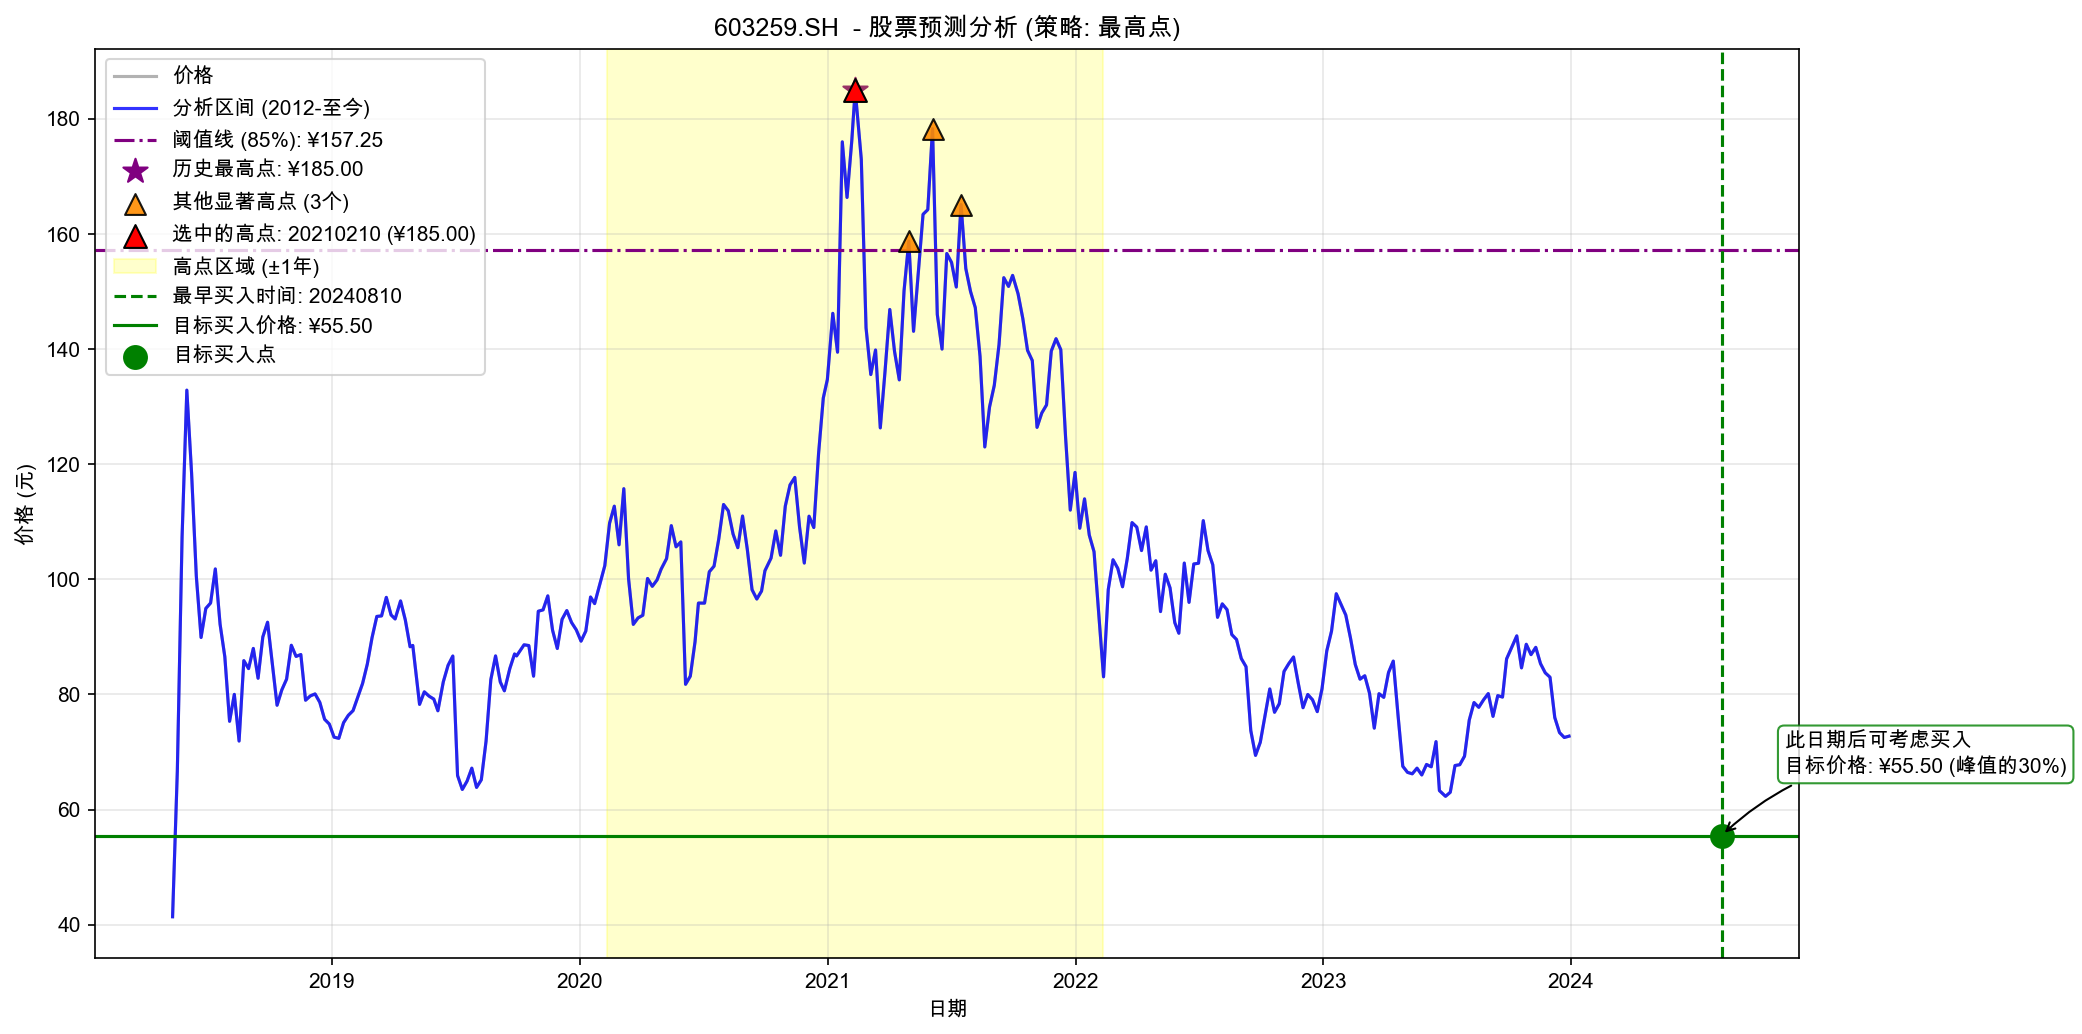 603259.SH - 股票预测分析 (策略: 最高点)
价格
分析区间 (2012-至今)
阈值线 (85%): ¥157.25
历史最高点: ¥185.00
其他显著高点 (3个)
选中的高点: 20210210 (¥185.00)
高点区域 (±1年)
最早买入时间: 20240810
目标买入价格: ¥55.50
目标买入点
180
160
140
120
100
80
60
40
价格 (元)
此日期后可考虑买入
目标价格: ¥55.50 (峰值的30%)
2019
2020
2021
2022
2023
2024
日期